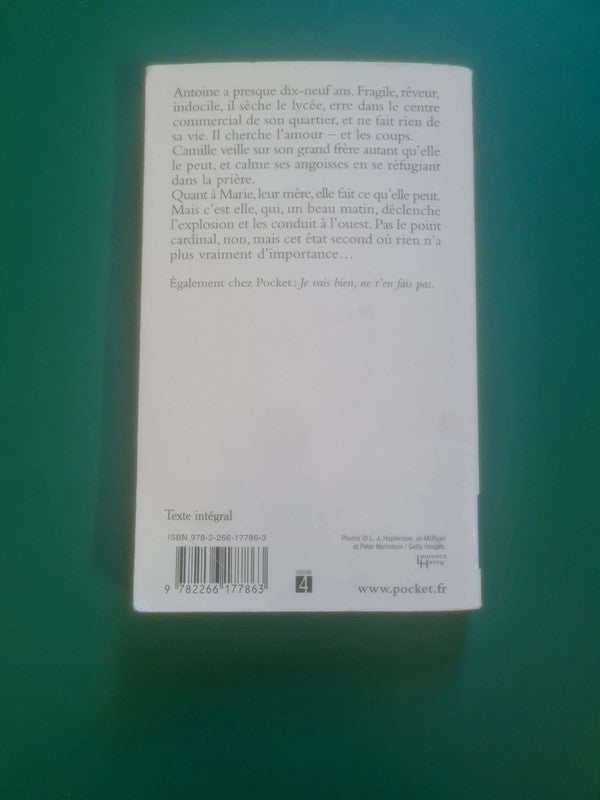 Antoine a presque dix-neuf ans. Fragile, rêveur,
indocile, il sèche le lycée, erre dans le centre
commercial de son quartier, et ne fait rien de
sa vie. Il cherche l'amour – et les coups.
Camille veille sur son grand frère autant qu'elle
le peut, et calme ses angoisses en se réfugiant
dans la prière.
Quant à Marie, leur mère, elle fait ce qu'elle peut.
Mais c'est elle, qui, un beau matin, déclenche
l'explosion et les conduit à l'ouest. Pas le point
cardinal, non, mais cet état second où rien n'a
plus vraiment d'importance…
Également chez Pocket : Je vais bien, ne t'en fais pas.
Texte intégral
ISBN 978-2-266-17786-3
9 782266 177863
Photos © L. J. Hopkinson, Jo McRyan
et Peter Nicholson / Getty Images.
Laurence
Henry
CATÉGORIE
4
www.pocket.fr